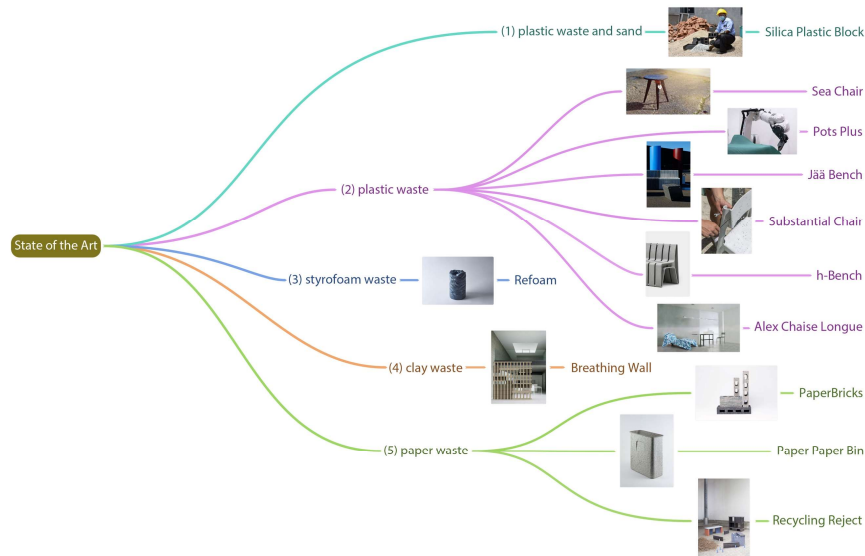 (1) plastic waste and sand
Silica Plastic Block
Sea Chair
Pots Plus
Jää Bench
(2) plastic waste
Substantial Chair
State of the Art
h-Bench
(3) styrofoam waste
Refoam
Alex Chaise Longue
(4) clay waste
Breathing Wall
PaperBricks
(5) paper waste
Paper Paper Bin
Recycling Reject